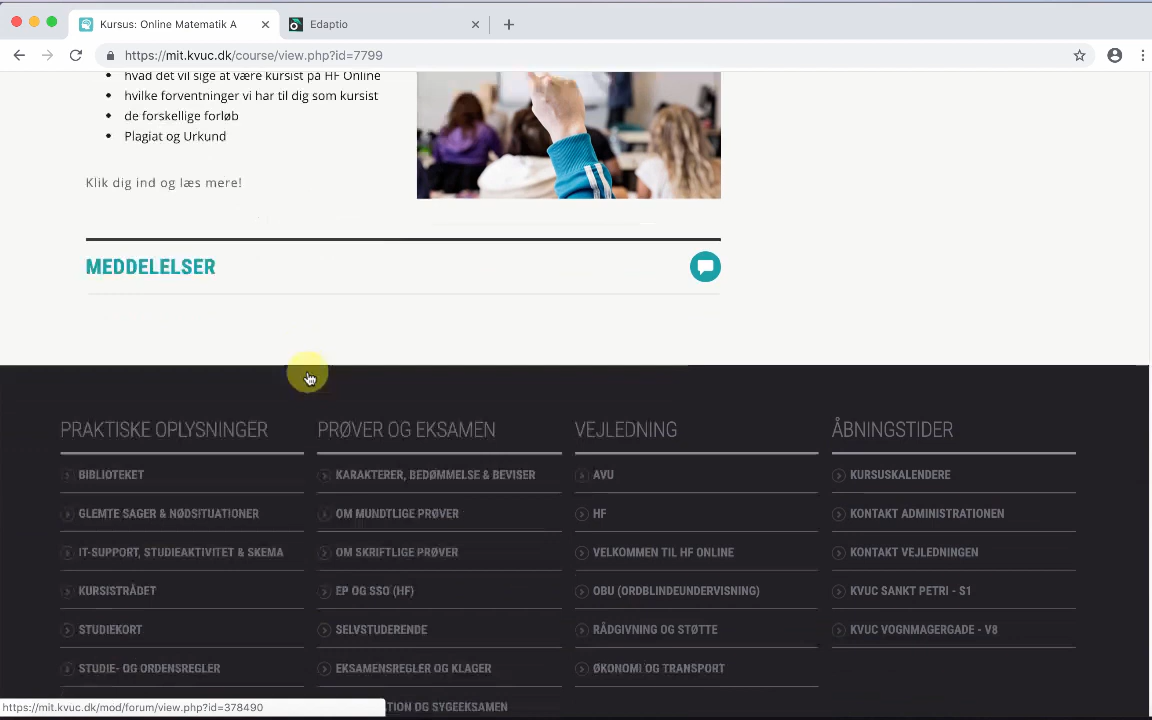 Kursus: Online Matematik A
Edaptio
https://mit.kvuc.dk/course/view.php?id=7799
hvad det vil sige at være kursist på HF Online
hvilke forventninger vi har til dig som kursist
de forskellige forløb
Plagiat og Urkund
Klik dig ind og læs mere!
MEDDELELSER
PRAKTISKE OPLYSNINGER
BIBLIOTEKET
GLEMTE SAGER & NØDSITUATIONER
IT-SUPPORT, STUDIEAKTIVITET & SKEMA
KURSISTRÅDET
STUDIEKORT
STUDIE- OG ORDENSREGLER
PRØVER OG EKSAMEN
KARAKTERER, BEDØMMELSE & BEVISER
OM MUNDTLIGE PRØVER
OM SKRIFTLIGE PRØVER
EP OG SSO (HF)
SELVSTUDERENDE
EKSAMENSREGLER OG KLAGER
OG SYGEEKSAMEN
VEJLEDNING
AVU
HF
VELKOMMEN TIL HF ONLINE
OBU (ORDBLINDEUNDERVISNING)
RÅDGIVNING OG STØTTE
ØKONOMI OG TRANSPORT
ÅBNINGSTIDER
KURSUSKALENDERE
KONTAKT ADMINISTRATIONEN
KONTAKT VEJLEDNINGEN
KVUC SANKT PETRI - S1
KVUC VOGNMAGERGADE - V8
https://mit.kvuc.dk/mod/forum/view.php?id=378490